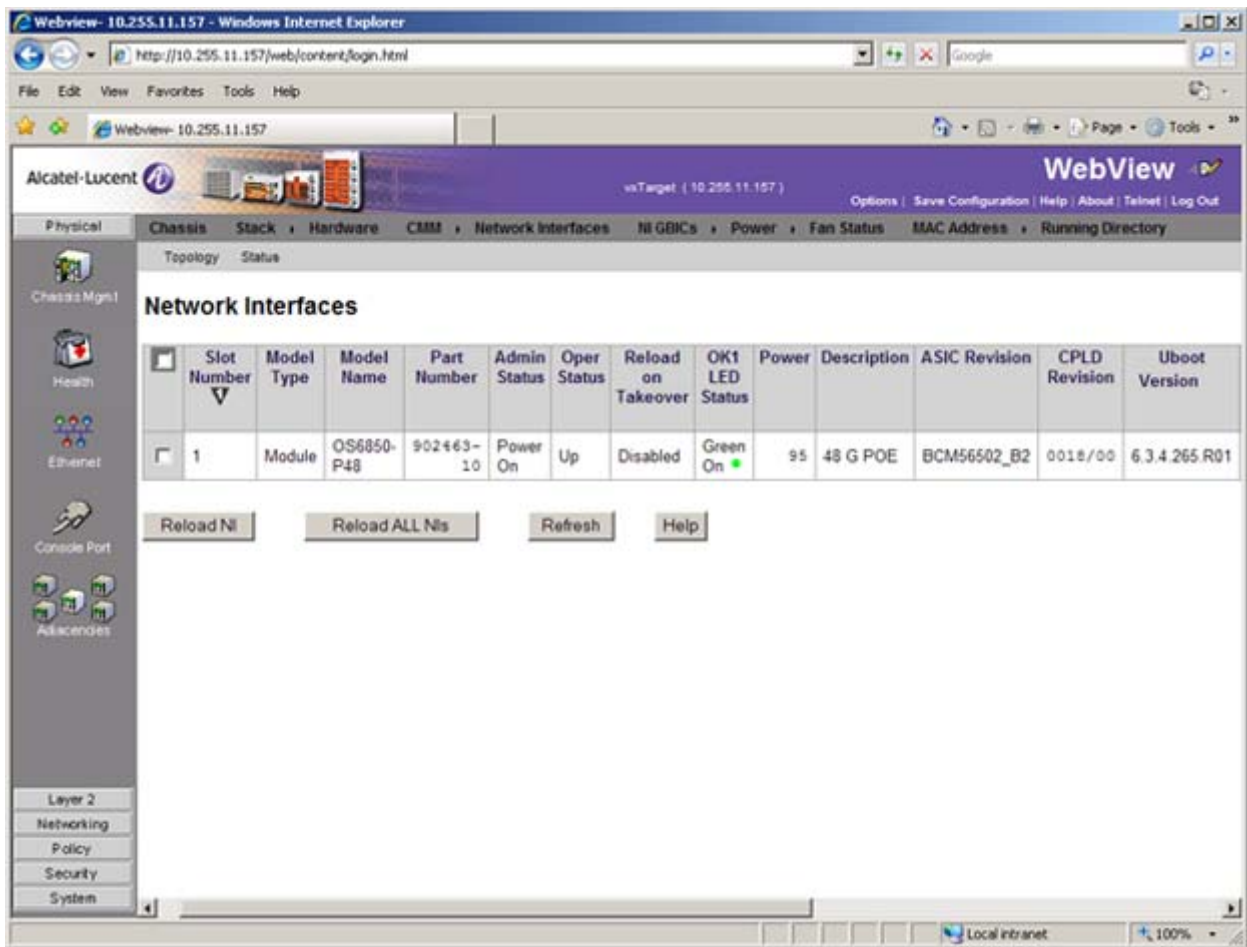 Webview- 10.255.11.157 - Windows Internet Explorer
http://10.255.11.157/web/content/login.html
Google
File Edit View Favorites Tools Help
Webview- 10.255.11.157
Page Tools
Alcatel-Lucent
vxTarget ( 10.255.11.157 )
WebView
Options | Save Configuration | Help | About | Telnet | Log Out
Physical
Chassis Stack Hardware CMM Network Interfaces NI GBICs Power Fan Status MAC Address Running Directory
Topology Status
Chassis Mgmt
Health
Ethernet
Console Port
Adjacencies
Network Interfaces
Slot Number Model Type Model Name Part Number Admin Status Oper Status Reload on Takeover OK1 LED Status Power Description ASIC Revision CPLD Revision Uboot Version
1 Module OS6850-P48 902463-10 Power On Up Disabled Green On 95 48 G POE BCM56502_B2 0018/00 6.3.4.265.R01
Reload NI Reload ALL NIs Refresh Help
Layer 2
Networking
Policy
Security
System
Local intranet 100%